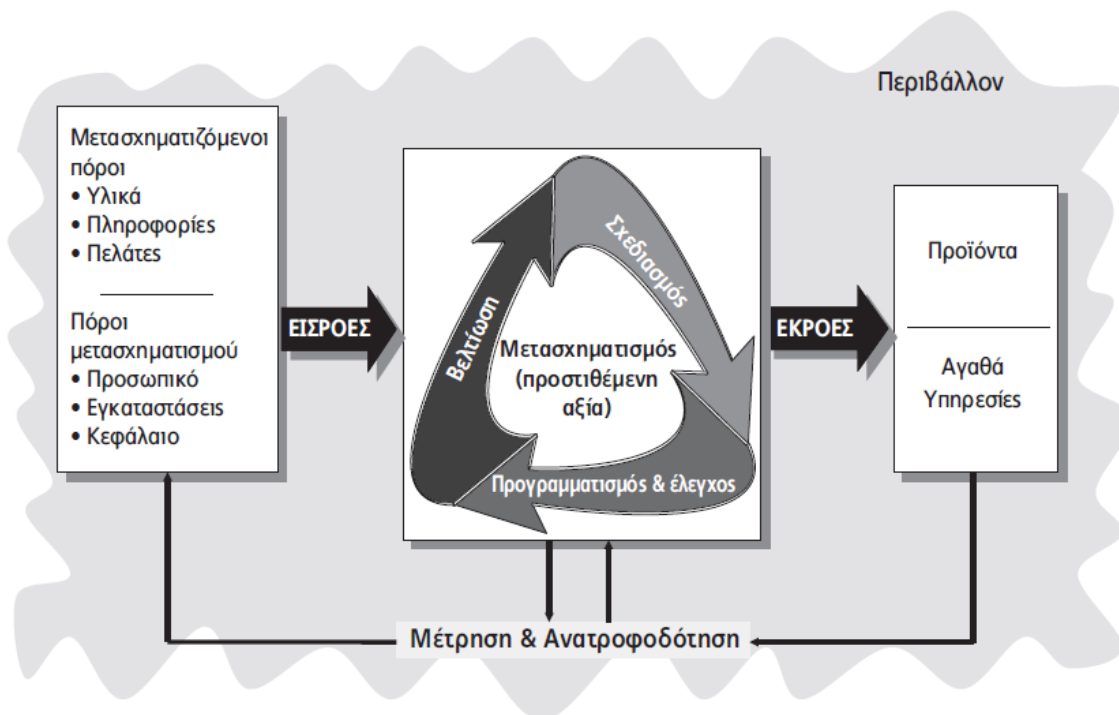 Περιβάλλον
Μετασχηματιζόμενοι
πόροι
• Υλικά
• Πληροφορίες
• Πελάτες
Πόροι
μετασχηματισμού
• Προσωπικό
• Εγκαταστάσεις
• Κεφάλαιο
ΕΙΣΡΟΕΣ
Βελτίωση
Σχεδιασμός
Μετασχηματισμός
(προστιθέμενη
αξία)
Προγραμματισμός & έλεγχος
ΕΚΡΟΕΣ
Προϊόντα
Αγαθά
Υπηρεσίες
Μέτρηση & Ανατροφοδότηση